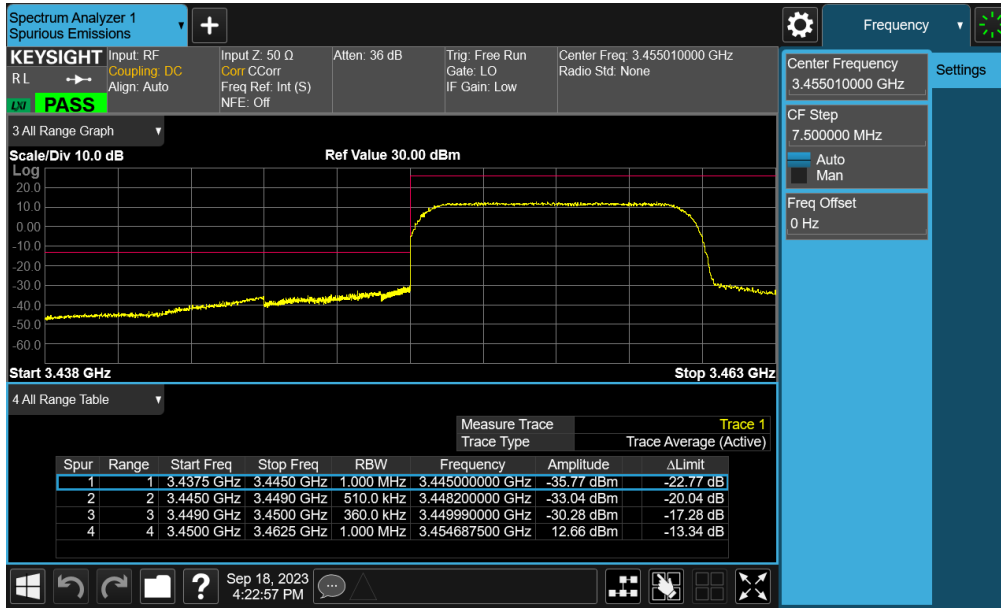 Spectrum Analyzer 1
Spurious Emissions
+
Frequency
KEYSIGHT
RL
LXI PASS
Input: RF
Coupling: DC
Align: Auto
Input Z: 50 Ω
Corr CCorr
Freq Ref: Int (S)
NFE: Off
Atten: 36 dB
Trig: Free Run
Gate: LO
IF Gain: Low
Center Freq: 3.455010000 GHz
Radio Std: None
Center Frequency
3.455010000 GHz
Settings
CF Step
7.500000 MHz
Auto
Man
Freq Offset
0 Hz
3 All Range Graph
Scale/Div 10.0 dB Ref Value 30.00 dBm
Log
20.0
10.0
0.00
-10.0
-20.0
-30.0
-40.0
-50.0
-60.0
Start 3.438 GHz Stop 3.463 GHz
4 All Range Table
Measure Trace Trace 1
Trace Type Trace Average (Active)
Spur Range Start Freq Stop Freq RBW Frequency Amplitude ΔLimit
1 1 3.4375 GHz 3.4450 GHz 1.000 MHz 3.445000000 GHz -35.77 dBm -22.77 dB
2 2 3.4450 GHz 3.4490 GHz 510.0 kHz 3.448200000 GHz -33.04 dBm -20.04 dB
3 3 3.4490 GHz 3.4500 GHz 360.0 kHz 3.449990000 GHz -30.28 dBm -17.28 dB
4 4 3.4500 GHz 3.4625 GHz 1.000 MHz 3.454687500 GHz 12.66 dBm -13.34 dB
?
Sep 18, 2023
4:22:57 PM